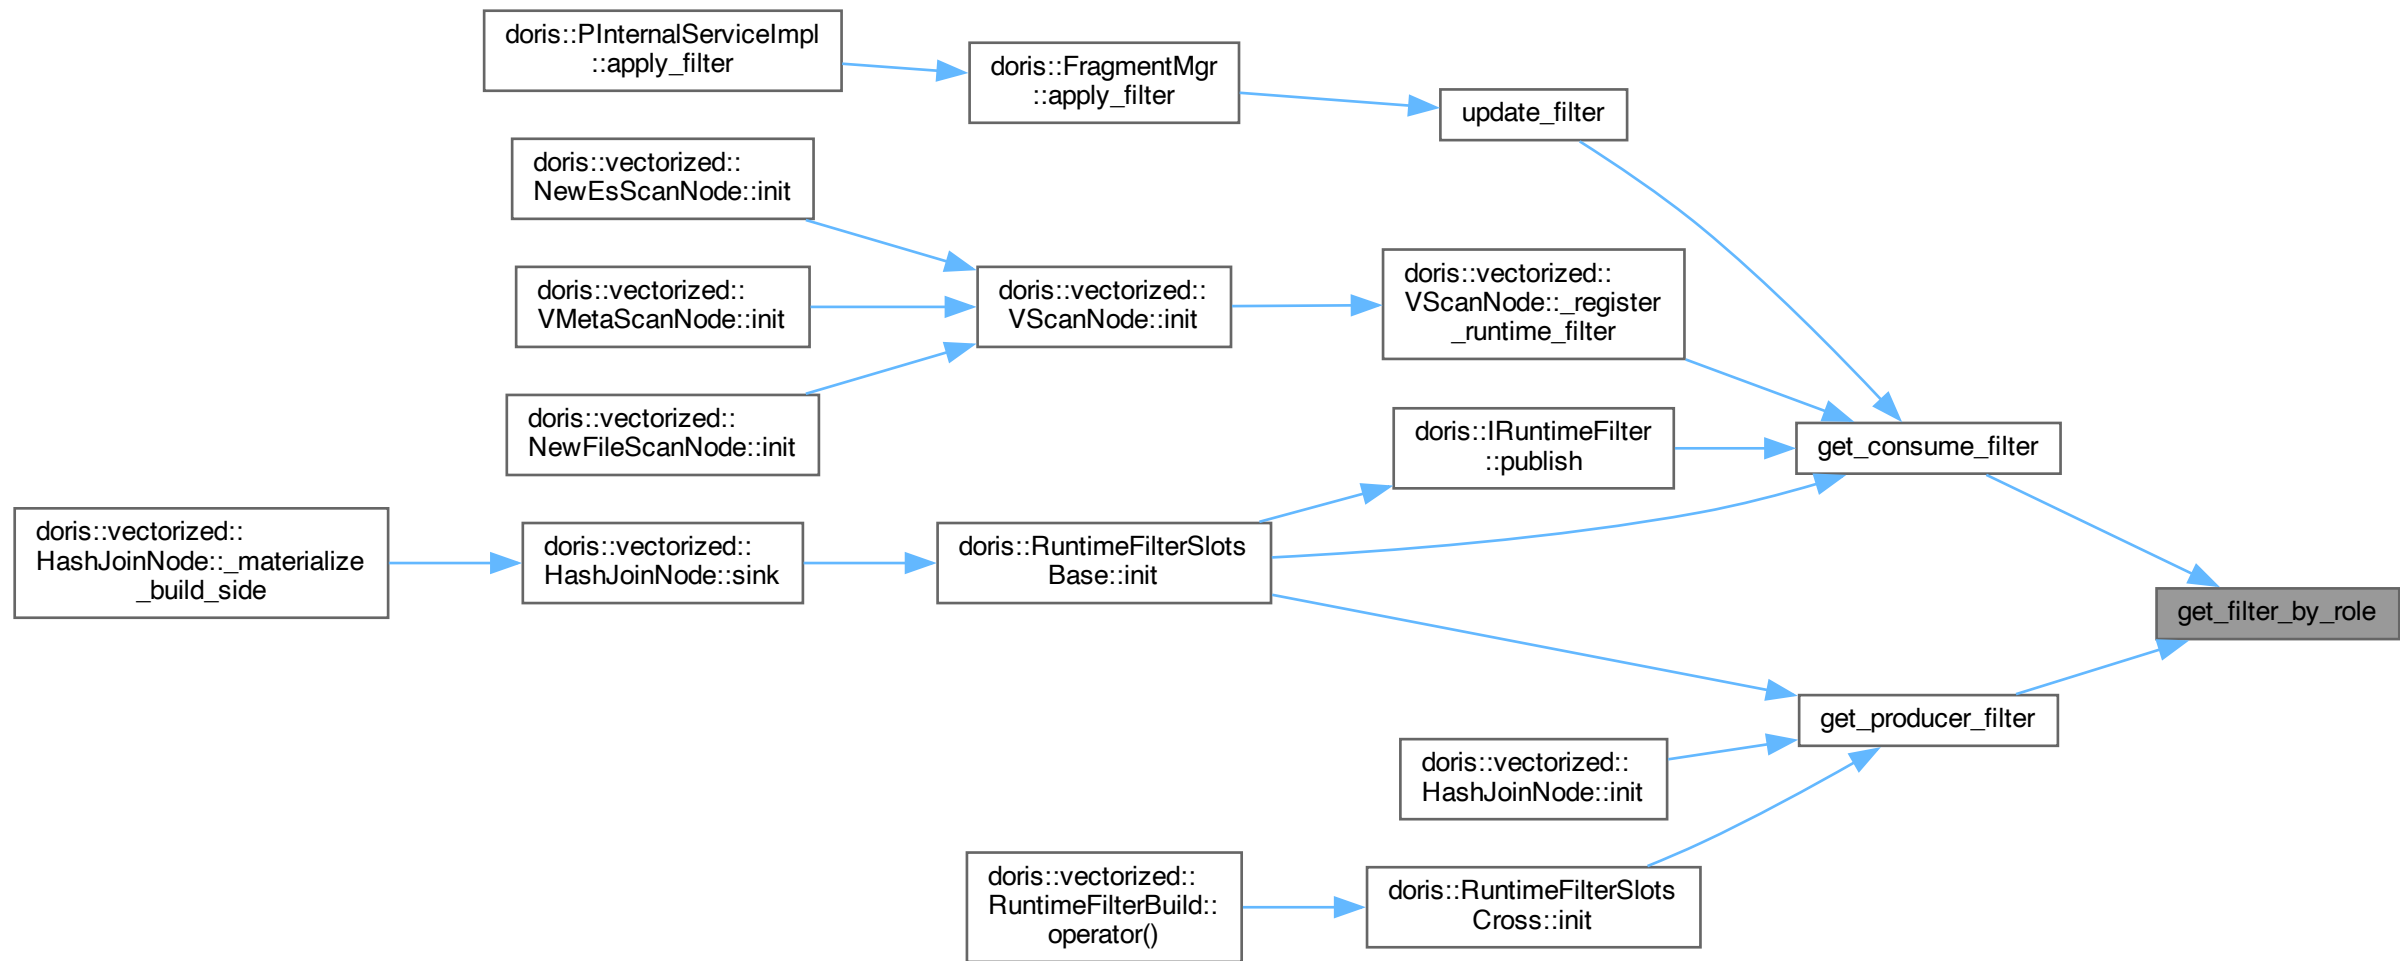 doris::PInternalServiceImpl
::apply_filter
doris::FragmentMgr
::apply_filter
update_filter
doris::vectorized::
NewEsScanNode::init
doris::vectorized::
VMetaScanNode::init
doris::vectorized::
NewFileScanNode::init
doris::vectorized::
VScanNode::init
doris::vectorized::
VScanNode::_register
_runtime_filter
doris::IRuntimeFilter
::publish
get_consume_filter
doris::vectorized::
HashJoinNode::_materialize
_build_side
doris::vectorized::
HashJoinNode::sink
doris::RuntimeFilterSlots
Base::init
get_filter_by_role
get_producer_filter
doris::vectorized::
HashJoinNode::init
doris::vectorized::
RuntimeFilterBuild::
operator()
doris::RuntimeFilterSlots
Cross::init